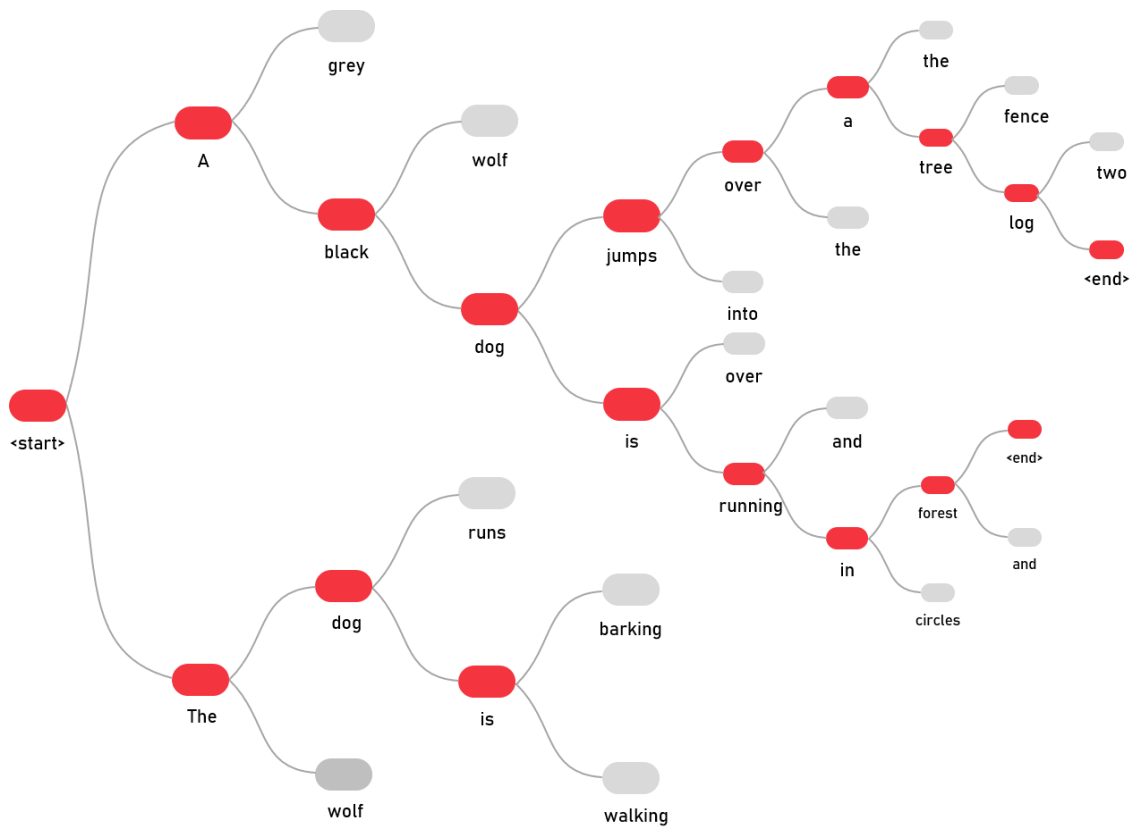 grey
the
A
a
fence
wolf
two
tree
over
log
black
jumps
the
<end>
into
dog
over
<start>
is
and
<end>
running
forest
runs
in
and
circles
dog
barking
The
is
wolf
walking